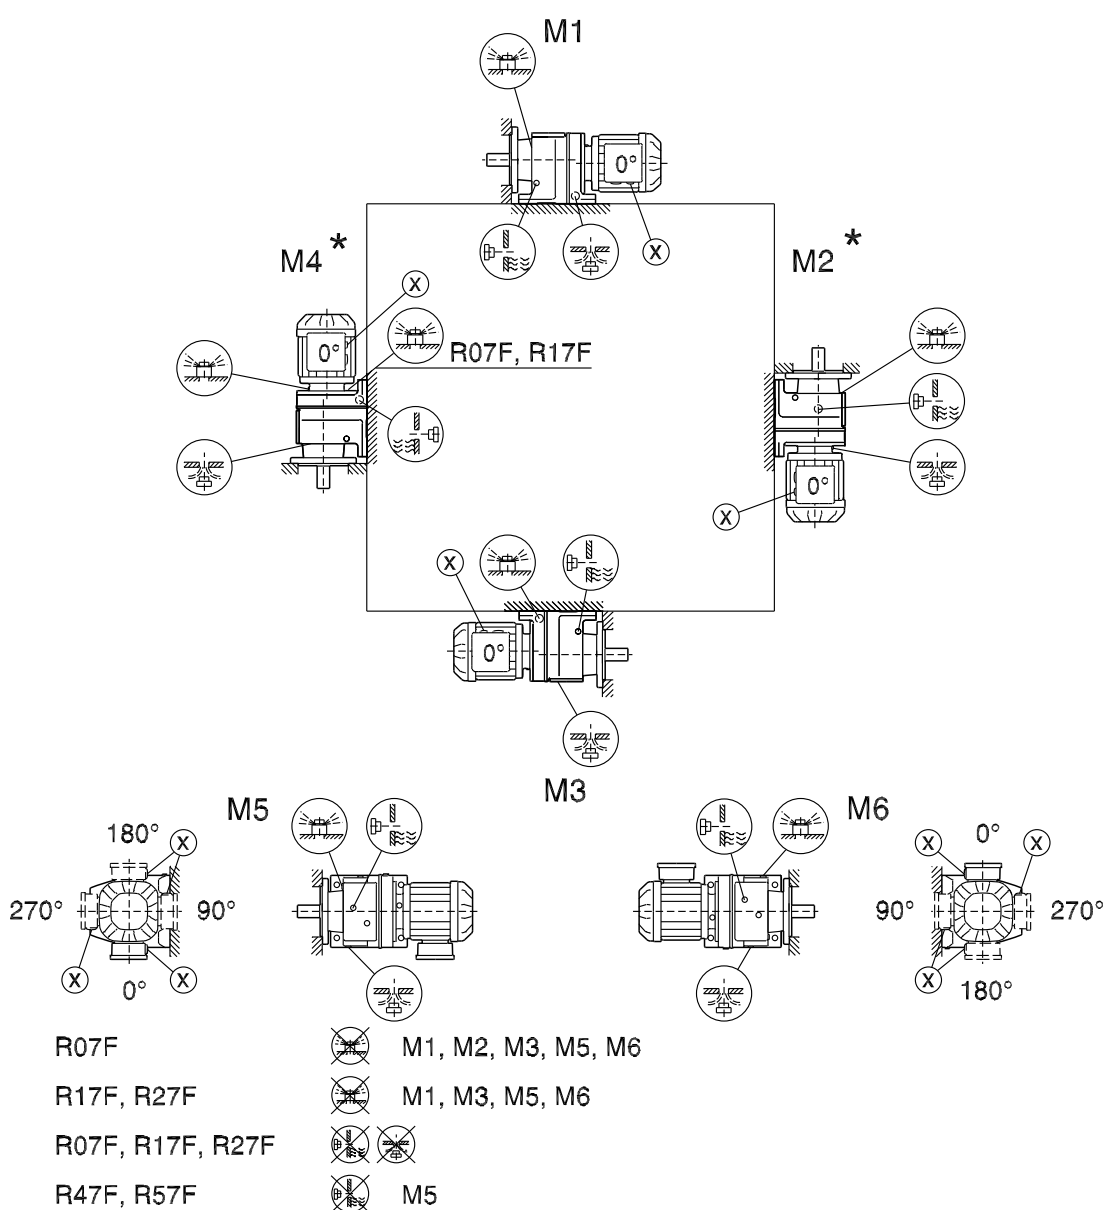 M1
0°
X
M4 *
M2 *
X
0°
R07F, R17F
0°
X
X
0°
M3
M5
M6
180°
X
0°
X
X
270°
90°
90°
270°
X
0°
X
X
180°
R07F M1, M2, M3, M5, M6
R17F, R27F M1, M3, M5, M6
R07F, R17F, R27F
R47F, R57F M5